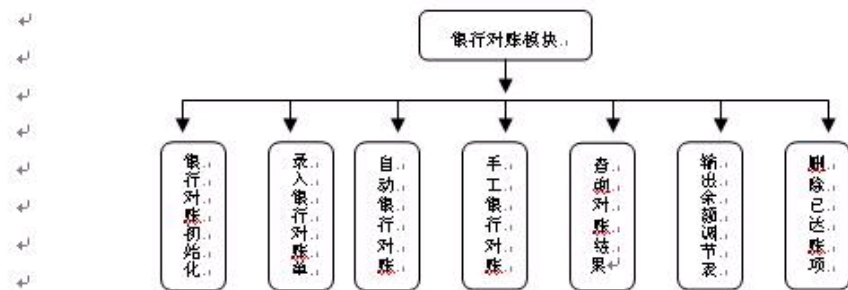 银行对账模块
银行对账初始化
录入银行对账单
自动银行对账
手工银行对账
查询对账结果
输出余额调节表
删除已达账项